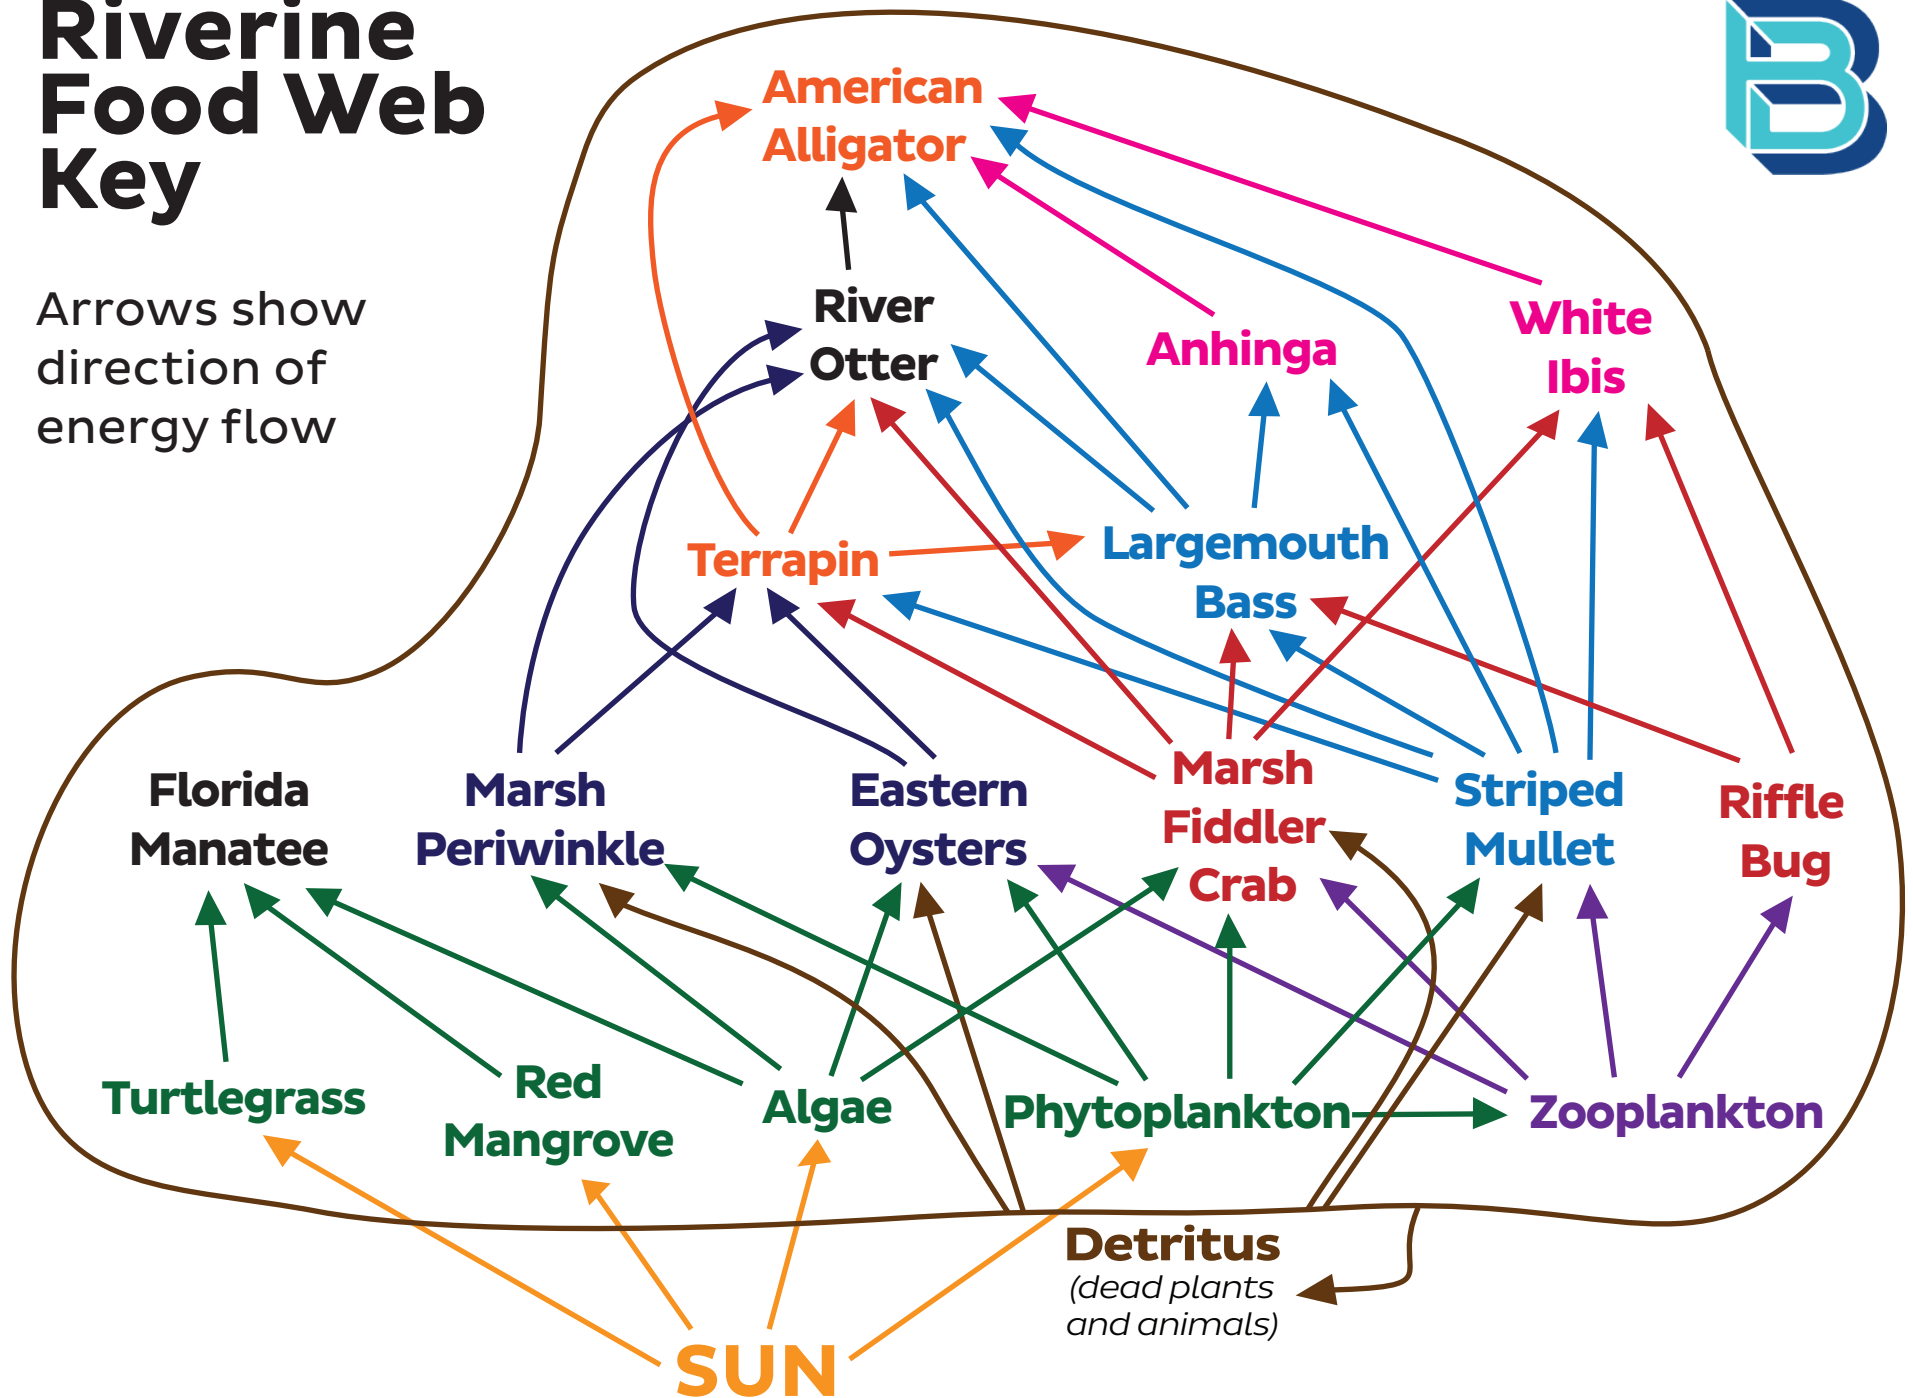 Riverine
Food Web
Key
Arrows show
direction of
energy flow
American
Alligator
River
Otter
Anhinga
White
Ibis
Terrapin
Largemouth
Bass
Florida
Manatee
Marsh
Periwinkle
Eastern
Oysters
Marsh
Fiddler
Crab
Striped
Mullet
Riffle
Bug
Turtlegrass
Red
Mangrove
Algae
Phytoplankton
Zooplankton
Detritus
(dead plants
and animals)
SUN
B